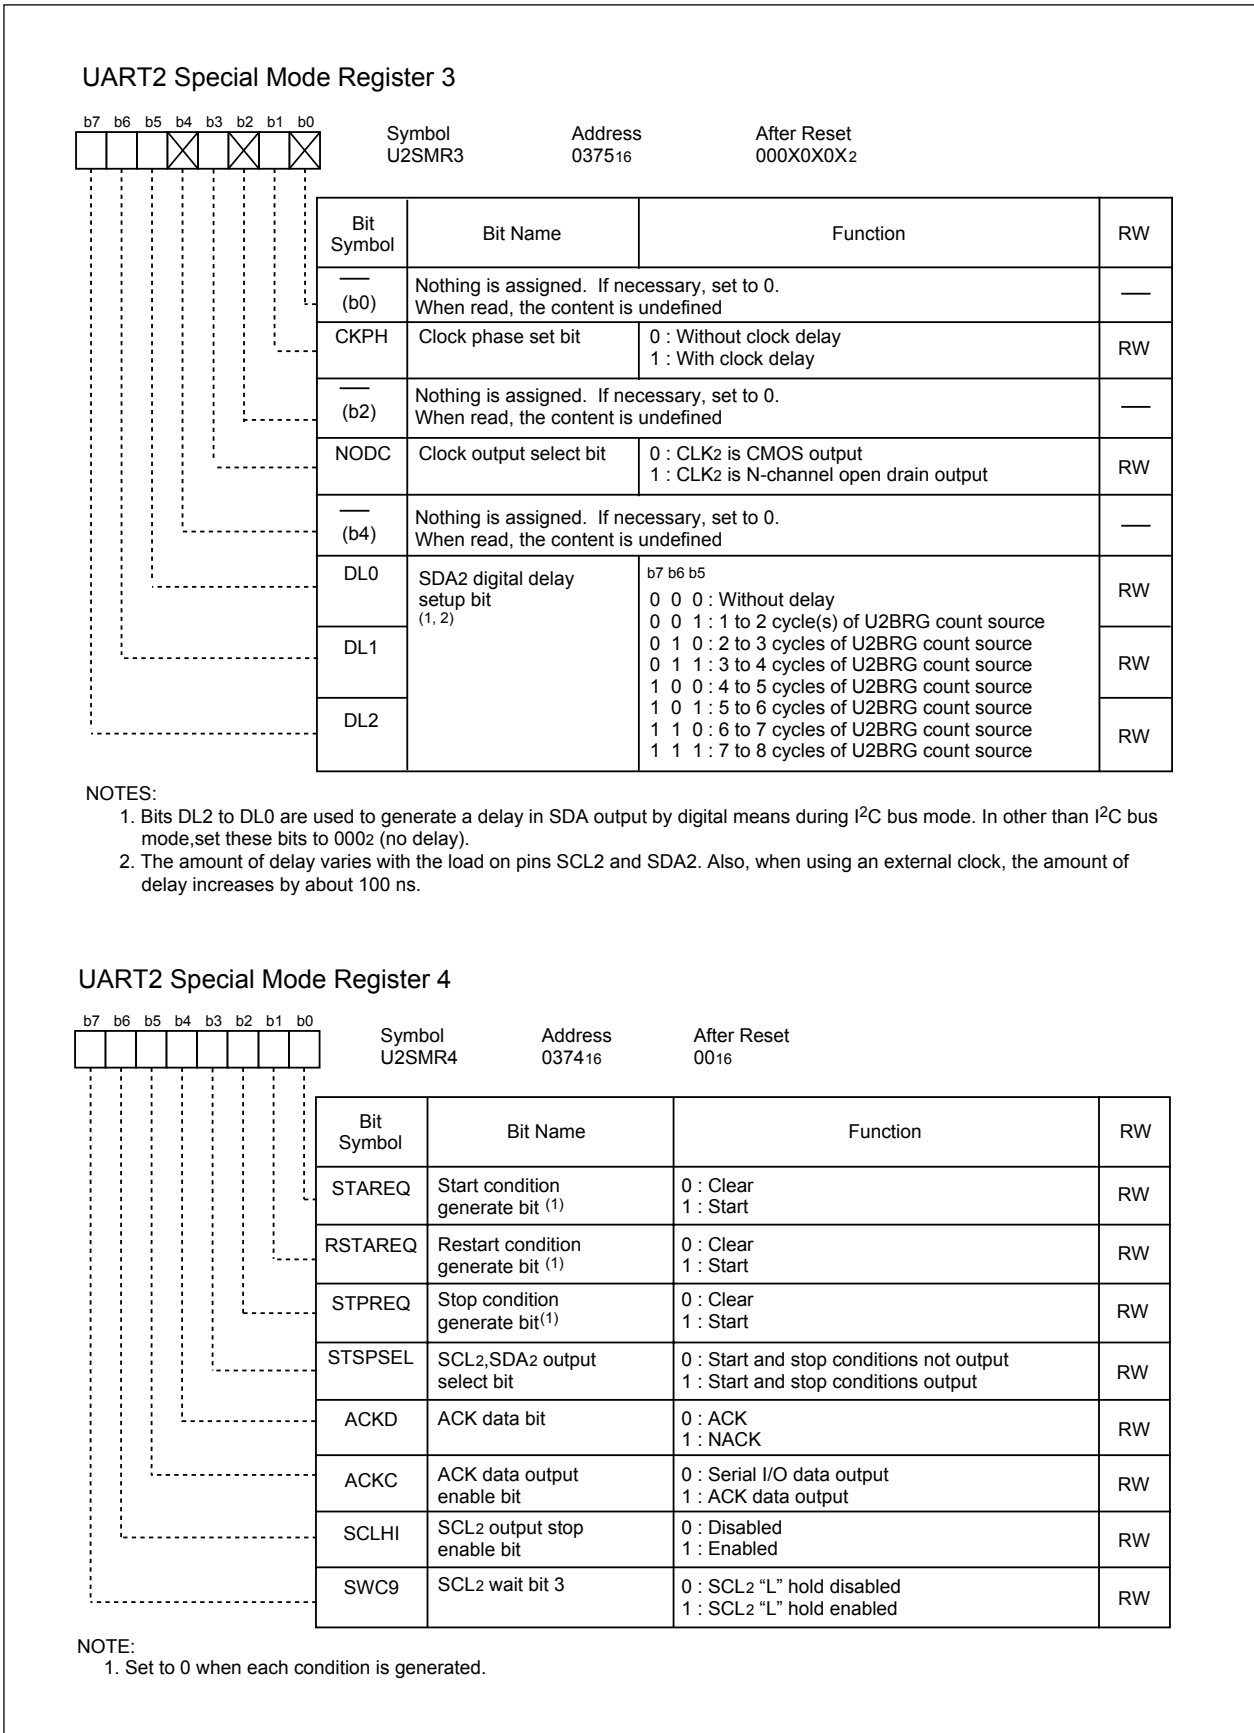 UART2 Special Mode Register 3
b7 b6 b5 b4 b3 b2 b1 b0
Symbol Address After Reset
U2SMR3 037516 000X0X0X2
Bit Symbol Bit Name Function RW
— (b0) Nothing is assigned. If necessary, set to 0. —
When read, the content is undefined
CKPH Clock phase set bit 0 : Without clock delay RW
1 : With clock delay
— (b2) Nothing is assigned. If necessary, set to 0. —
When read, the content is undefined
NODC Clock output select bit 0 : CLK2 is CMOS output RW
1 : CLK2 is N-channel open drain output
— (b4) Nothing is assigned. If necessary, set to 0. —
When read, the content is undefined
DL0 SDA2 digital delay b7 b6 b5 RW
setup bit 0 0 0 : Without delay
(1, 2) 0 0 1 : 1 to 2 cycle(s) of U2BRG count source
DL1 0 1 0 : 2 to 3 cycles of U2BRG count source RW
0 1 1 : 3 to 4 cycles of U2BRG count source
1 0 0 : 4 to 5 cycles of U2BRG count source
1 0 1 : 5 to 6 cycles of U2BRG count source
DL2 1 1 0 : 6 to 7 cycles of U2BRG count source RW
1 1 1 : 7 to 8 cycles of U2BRG count source
NOTES:
1. Bits DL2 to DL0 are used to generate a delay in SDA output by digital means during I2C bus mode. In other than I2C bus
mode,set these bits to 0002 (no delay).
2. The amount of delay varies with the load on pins SCL2 and SDA2. Also, when using an external clock, the amount of
delay increases by about 100 ns.
UART2 Special Mode Register 4
b7 b6 b5 b4 b3 b2 b1 b0
Symbol Address After Reset
U2SMR4 037416 0016
Bit Symbol Bit Name Function RW
STAREQ Start condition 0 : Clear RW
generate bit (1) 1 : Start
RSTAREQ Restart condition 0 : Clear RW
generate bit (1) 1 : Start
STPREQ Stop condition 0 : Clear RW
generate bit(1) 1 : Start
STSPSEL SCL2,SDA2 output 0 : Start and stop conditions not output RW
select bit 1 : Start and stop conditions output
ACKD ACK data bit 0 : ACK RW
1 : NACK
ACKC ACK data output 0 : Serial I/O data output RW
enable bit 1 : ACK data output
SCLHI SCL2 output stop 0 : Disabled RW
enable bit 1 : Enabled
SWC9 SCL2 wait bit 3 0 : SCL2 “L” hold disabled RW
1 : SCL2 “L” hold enabled
NOTE:
1. Set to 0 when each condition is generated.